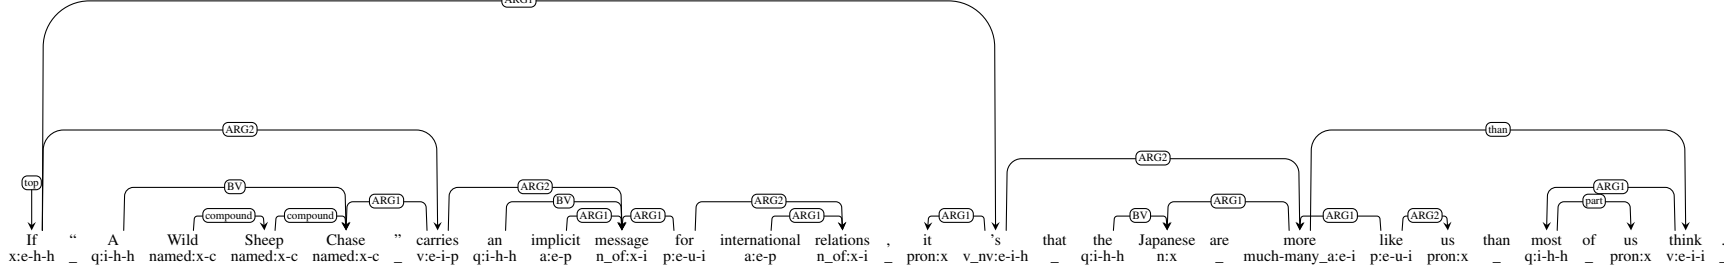 ARG1
ARG2 than
ARG2
top BV ARG2 ARG1
BV ARG1 ARG2 ARG1 part
compound compound ARG1 ARG1 ARG1 ARG1 BV ARG1 ARG2
If “ A Wild Sheep Chase ” carries an implicit message for international relations , it 's that the Japanese are more like us than most of us think .
x:e-h-h _ q:i-h-h named:x-c named:x-c named:x-c _ v:e-i-p q:i-h-h a:e-p n_of:x-i p:e-u-i a:e-p n_of:x-i _ pron:x v_nv:e-i-h _ q:i-h-h n:x _ much-many_a:e-i p:e-u-i pron:x _ q:i-h-h _ pron:x v:e-i-i _